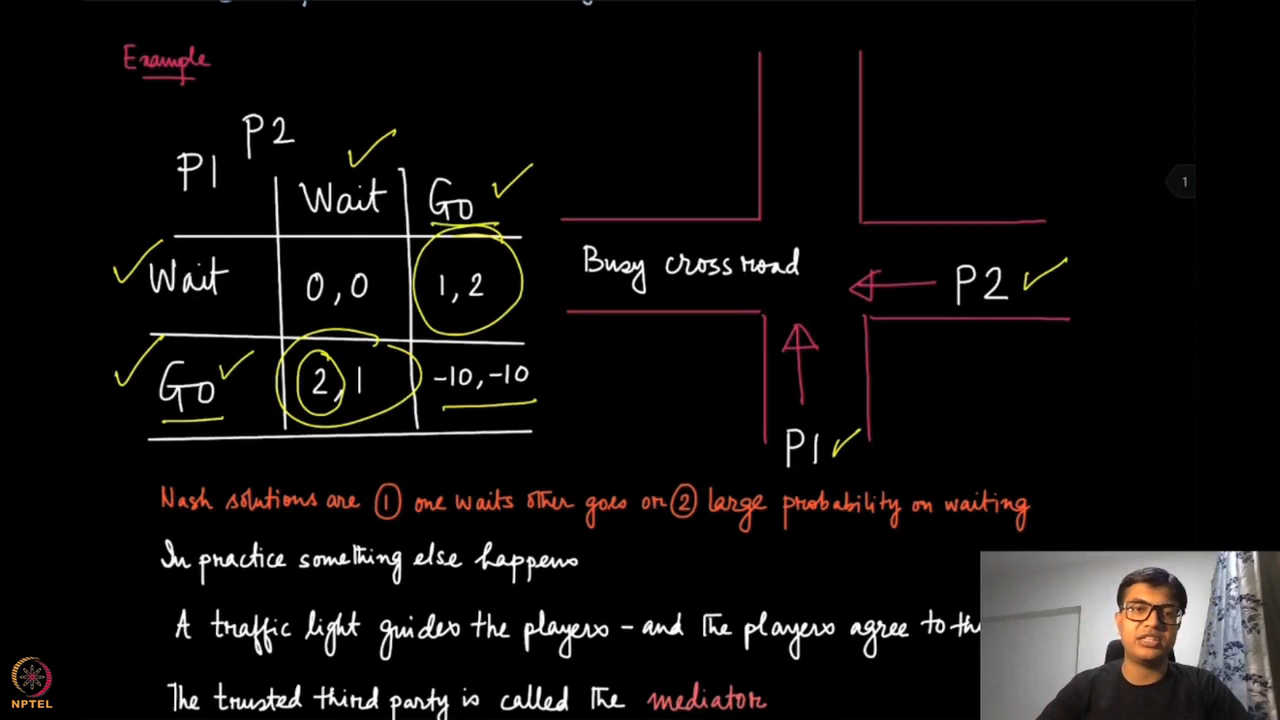 Example
P2
P1
Wait Go
Wait 0,0 1,2
Go 2,1 -10,-10
Busy cross road
P2
P1
1
Nash solutions are ① one waits other goes or ② large probability on waiting
In practice something else happens
A traffic light guides the players - and the players agree to
The trusted third party is called the mediator
NPTEL